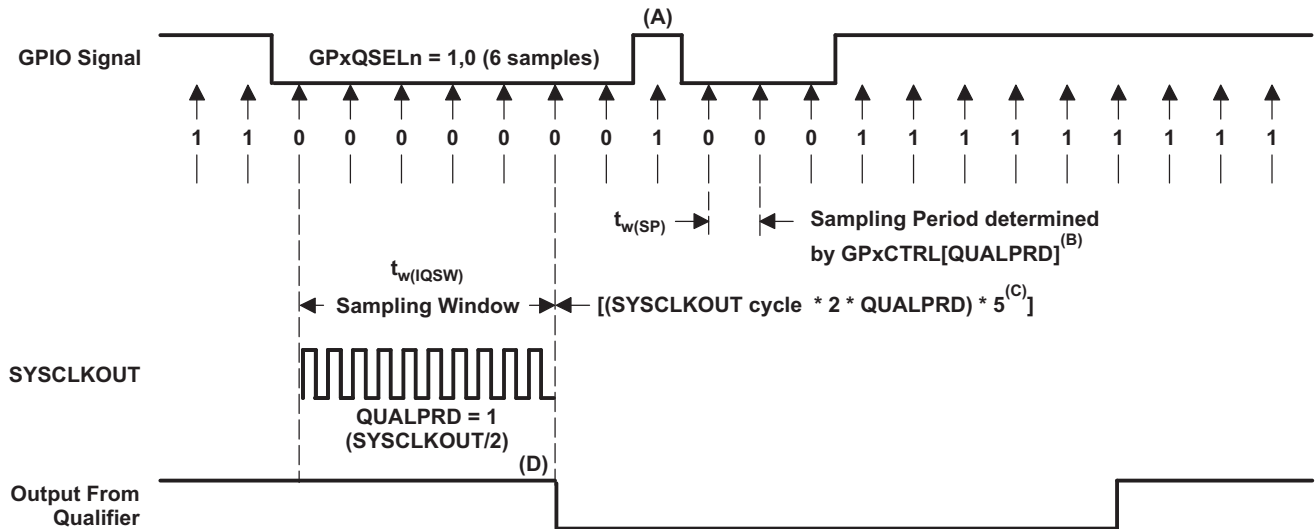 (A)
GPIO Signal
GPxQSELn = 1,0 (6 samples)
1 1 0 0 0 0 0 0 0 1 0 0 0 1 1 1 1 1 1 1 1 1
tw(SP)
Sampling Period determined
by GPxCTRL[QUALPRD](B)
tw(IQSW)
Sampling Window
[(SYSCLKOUT cycle * 2 * QUALPRD) * 5(C)]
SYSCLKOUT
QUALPRD = 1
(SYSCLKOUT/2)
(D)
Output From
Qualifier